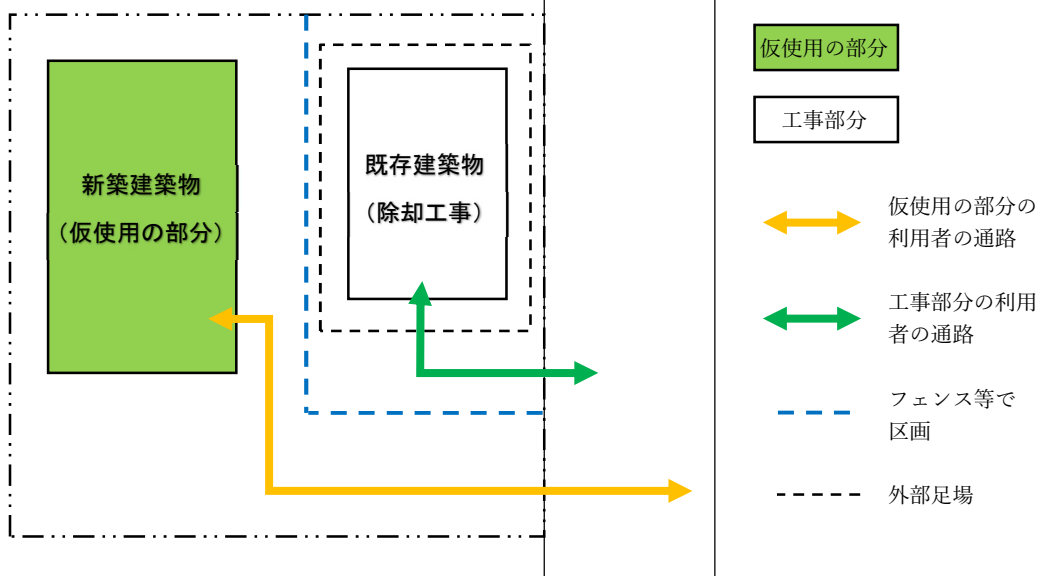 新築建築物
（仮使用の部分）
既存建築物
（除却工事）
仮使用の部分
工事部分
仮使用の部分の
利用者の通路
工事部分の利用
者の通路
フェンス等で
区画
外部足場